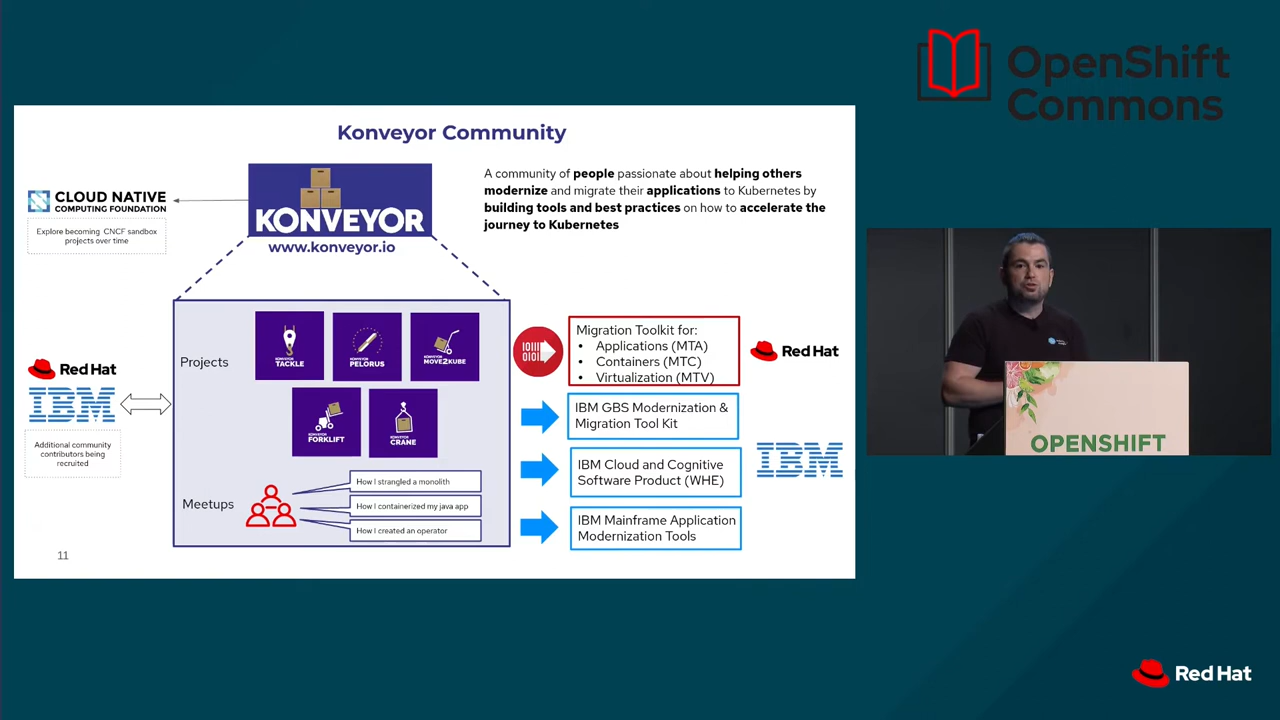 OpenShift
Commons
Konveyor Community
CLOUD NATIVE
COMPUTING FOUNDATION
Explore becoming CNCF sandbox
projects over time
KONVEYOR
www.konveyor.io
A community of people passionate about helping others
modernize and migrate their applications to Kubernetes by
building tools and best practices on how to accelerate the
journey to Kubernetes
Red Hat
IBM
Additional community
contributors being
recruited
Projects
KONVEYOR
TACKLE
KONVEYOR
PELORUS
KONVEYOR
MOVE2KUBE
KONVEYOR
FORKLIFT
KONVEYOR
CRANE
Meetups
How I strangled a monolith
How I containerized my java app
How I created an operator
Migration Toolkit for:
• Applications (MTA)
• Containers (MTC)
• Virtualization (MTV)
Red Hat
IBM GBS Modernization &
Migration Tool Kit
IBM Cloud and Cognitive
Software Product (WHE)
IBM Mainframe Application
Modernization Tools
IBM
11
OPENSHIFT
Red Hat